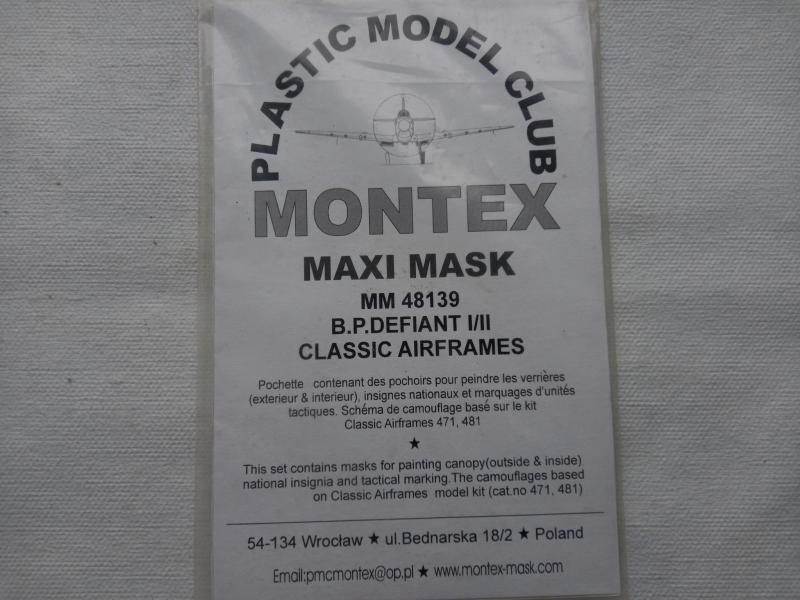 PLASTIC MODEL CLUB
MONTEX
MAXI MASK
MM 48139
B.P.DEFIANT I/II
CLASSIC AIRFRAMES
Pochette contenant des pochoirs pour peindre les verrières
(exterieur & interieur), insignes nationaux et marquages d'unités
tactiques. Schéma de camouflage basé sur le kit
Classic Airframes 471, 481
★
This set contains masks for painting canopy(outside & inside)
national insignia and tactical marking.The camouflages based
on Classic Airframes model kit (cat.no 471, 481)
54-134 Wrocław ★ ul.Bednarska 18/2 ★ Poland
Email:pmcmontex@op.pl ★ www.montex-mask.com